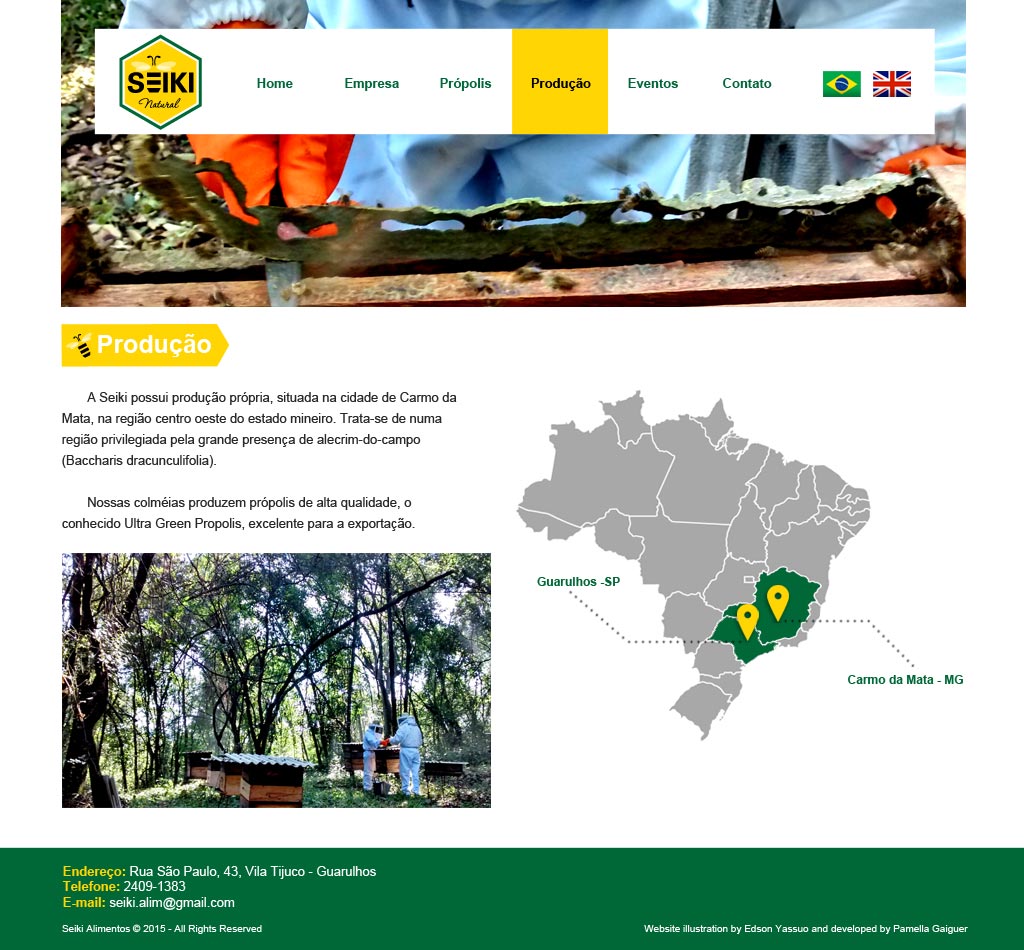 SEIKI
Natural
Home Empresa Própolis Produção Eventos Contato
Produção
A Seiki possui produção própria, situada na cidade de Carmo da
Mata, na região centro oeste do estado mineiro. Trata-se de numa
região privilegiada pela grande presença de alecrim-do-campo
(Baccharis dracunculifolia).
Nossas colméias produzem própolis de alta qualidade, o
conhecido Ultra Green Propolis, excelente para a exportação.
Guarulhos -SP
Carmo da Mata - MG
Endereço: Rua São Paulo, 43, Vila Tijuco - Guarulhos
Telefone: 2409-1383
E-mail: seiki.alim@gmail.com
Seiki Alimentos © 2015 - All Rights Reserved
Website illustration by Edson Yassuo and developed by Pamella Gaiguer